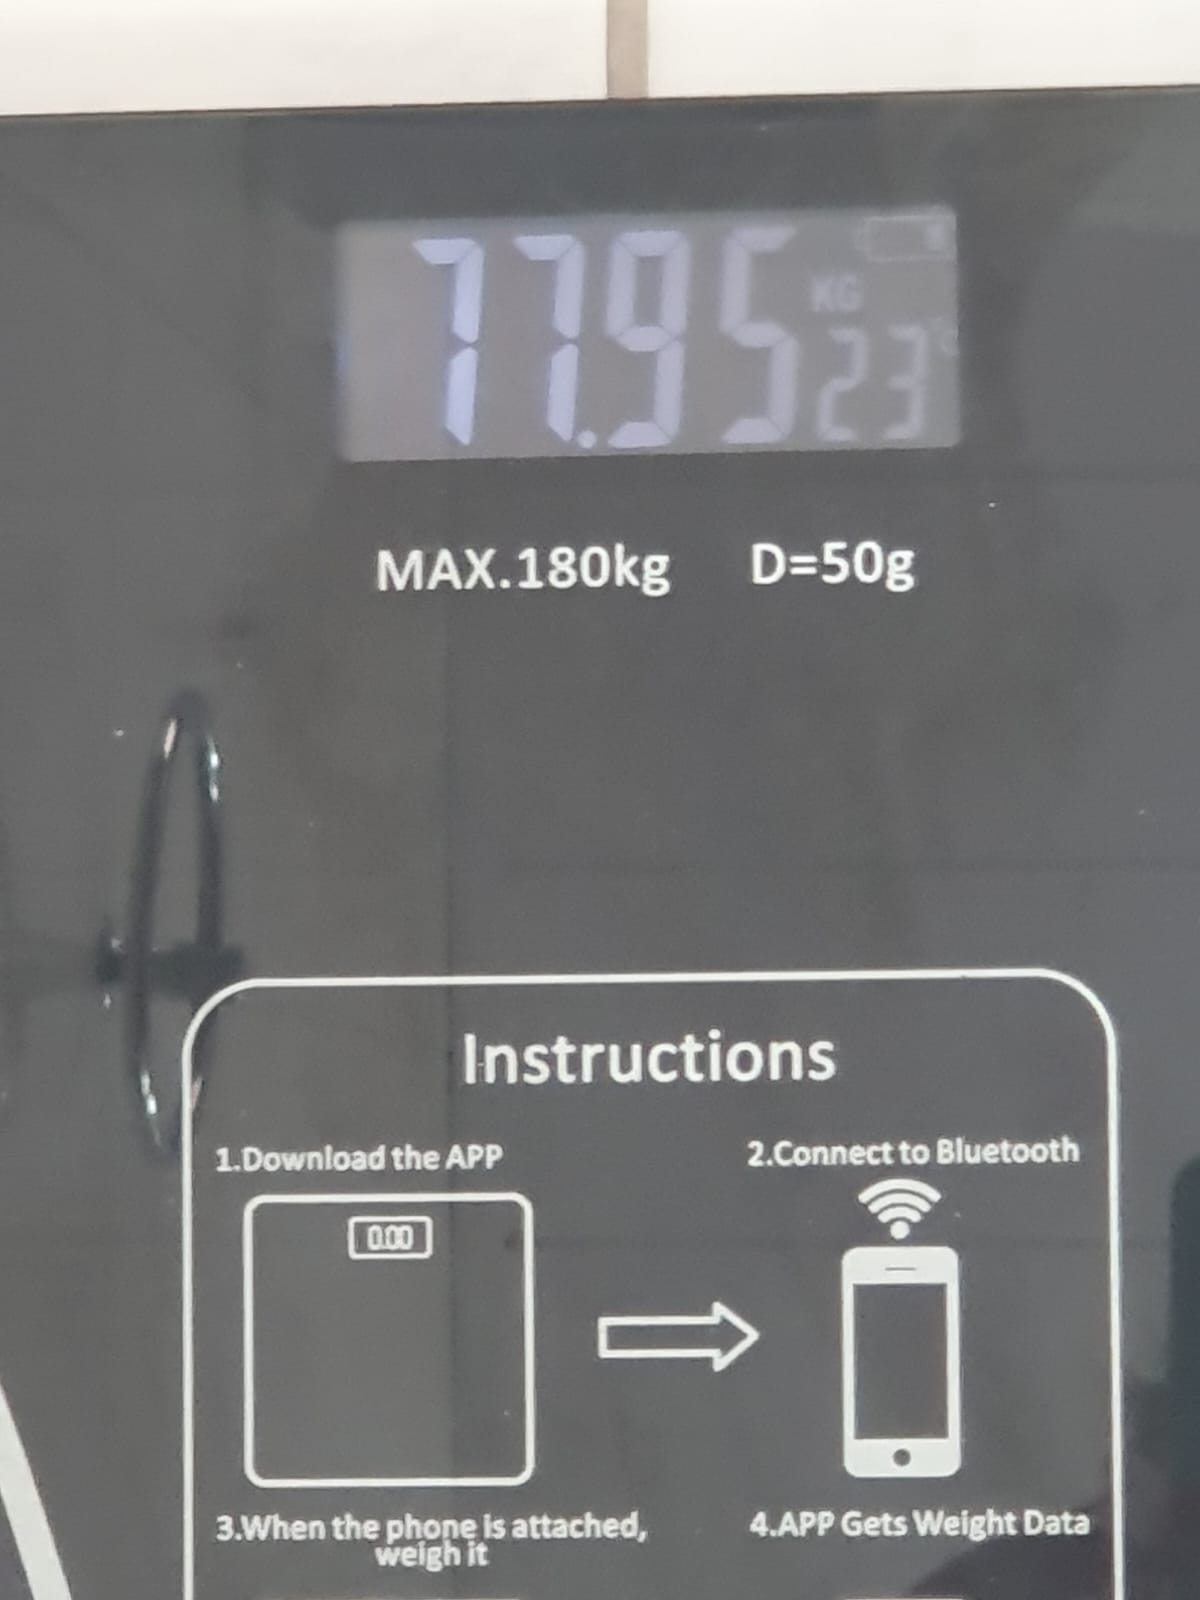 77.95 KG
23°C
MAX.180kg D=50g
Instructions
1.Download the APP
2.Connect to Bluetooth
0.00
3.When the phone is attached,
weigh it
4.APP Gets Weight Data